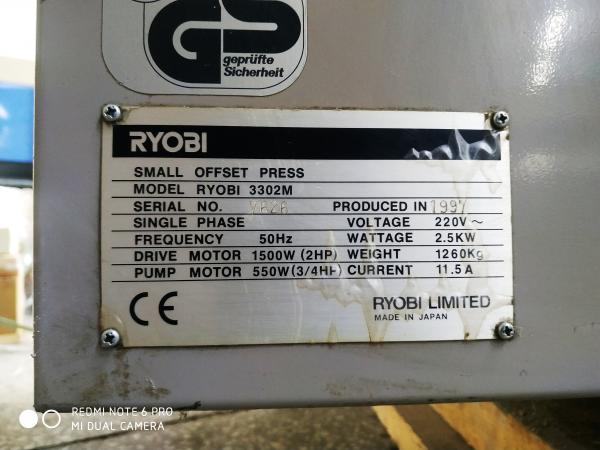 geprüfte
Sicherheit
RYOBI
SMALL OFFSET PRESS
MODEL RYOBI 3302M
SERIAL NO. PRODUCED IN 1997
SINGLE PHASE VOLTAGE 220V ~
FREQUENCY 50Hz WATTAGE 2.5KW
DRIVE MOTOR 1500W (2HP) WEIGHT 1260Kg
PUMP MOTOR 550W (3/4HP) CURRENT 11.5A
CE RYOBI LIMITED
MADE IN JAPAN
REDMI NOTE 6 PRO
MI DUAL CAMERA